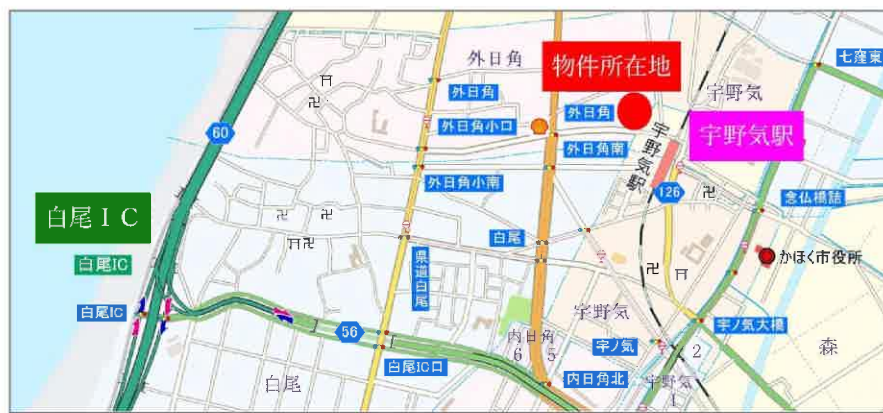 外日角
物件所在地
七窪東
外日角
外日角
宇野気
外日角小口
60
宇野気駅
外日角南
宇野気駅
外日角小南
126
白尾ＩＣ
念仏橋詰
白尾
白尾IC
県道白尾
かほく市役所
白尾IC
宇野気
宇ノ気大橋
56
内日角
宇ノ気
2
森
6
5
白尾IC口
白尾
内日角北
宇野気
1